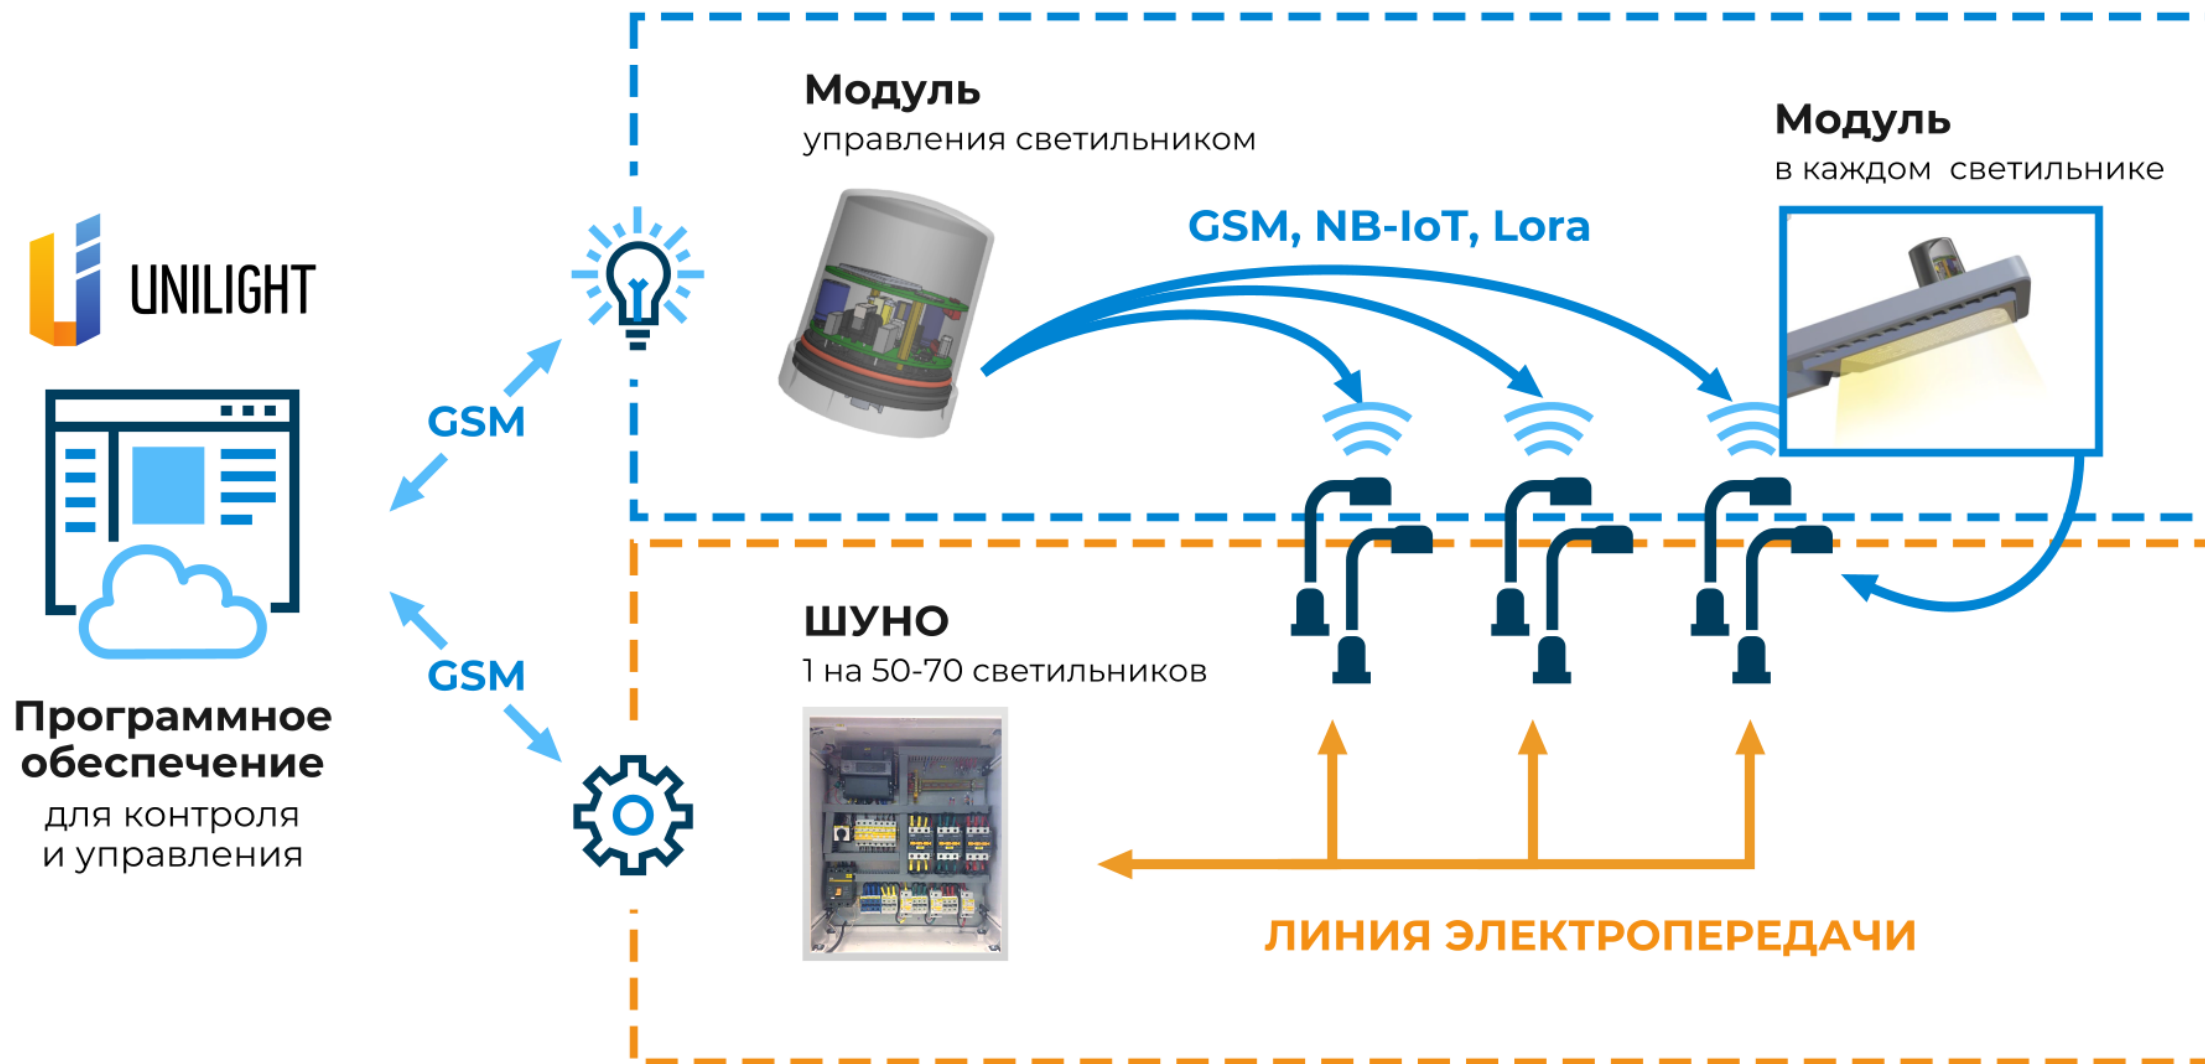 UNILIGHT
Программное
обеспечение
для контроля
и управления
GSM
GSM
Модуль
управления светильником
GSM, NB-IoT, Lora
Модуль
в каждом светильнике
ШУНО
1 на 50-70 светильников
ЛИНИЯ ЭЛЕКТРОПЕРЕДАЧИ